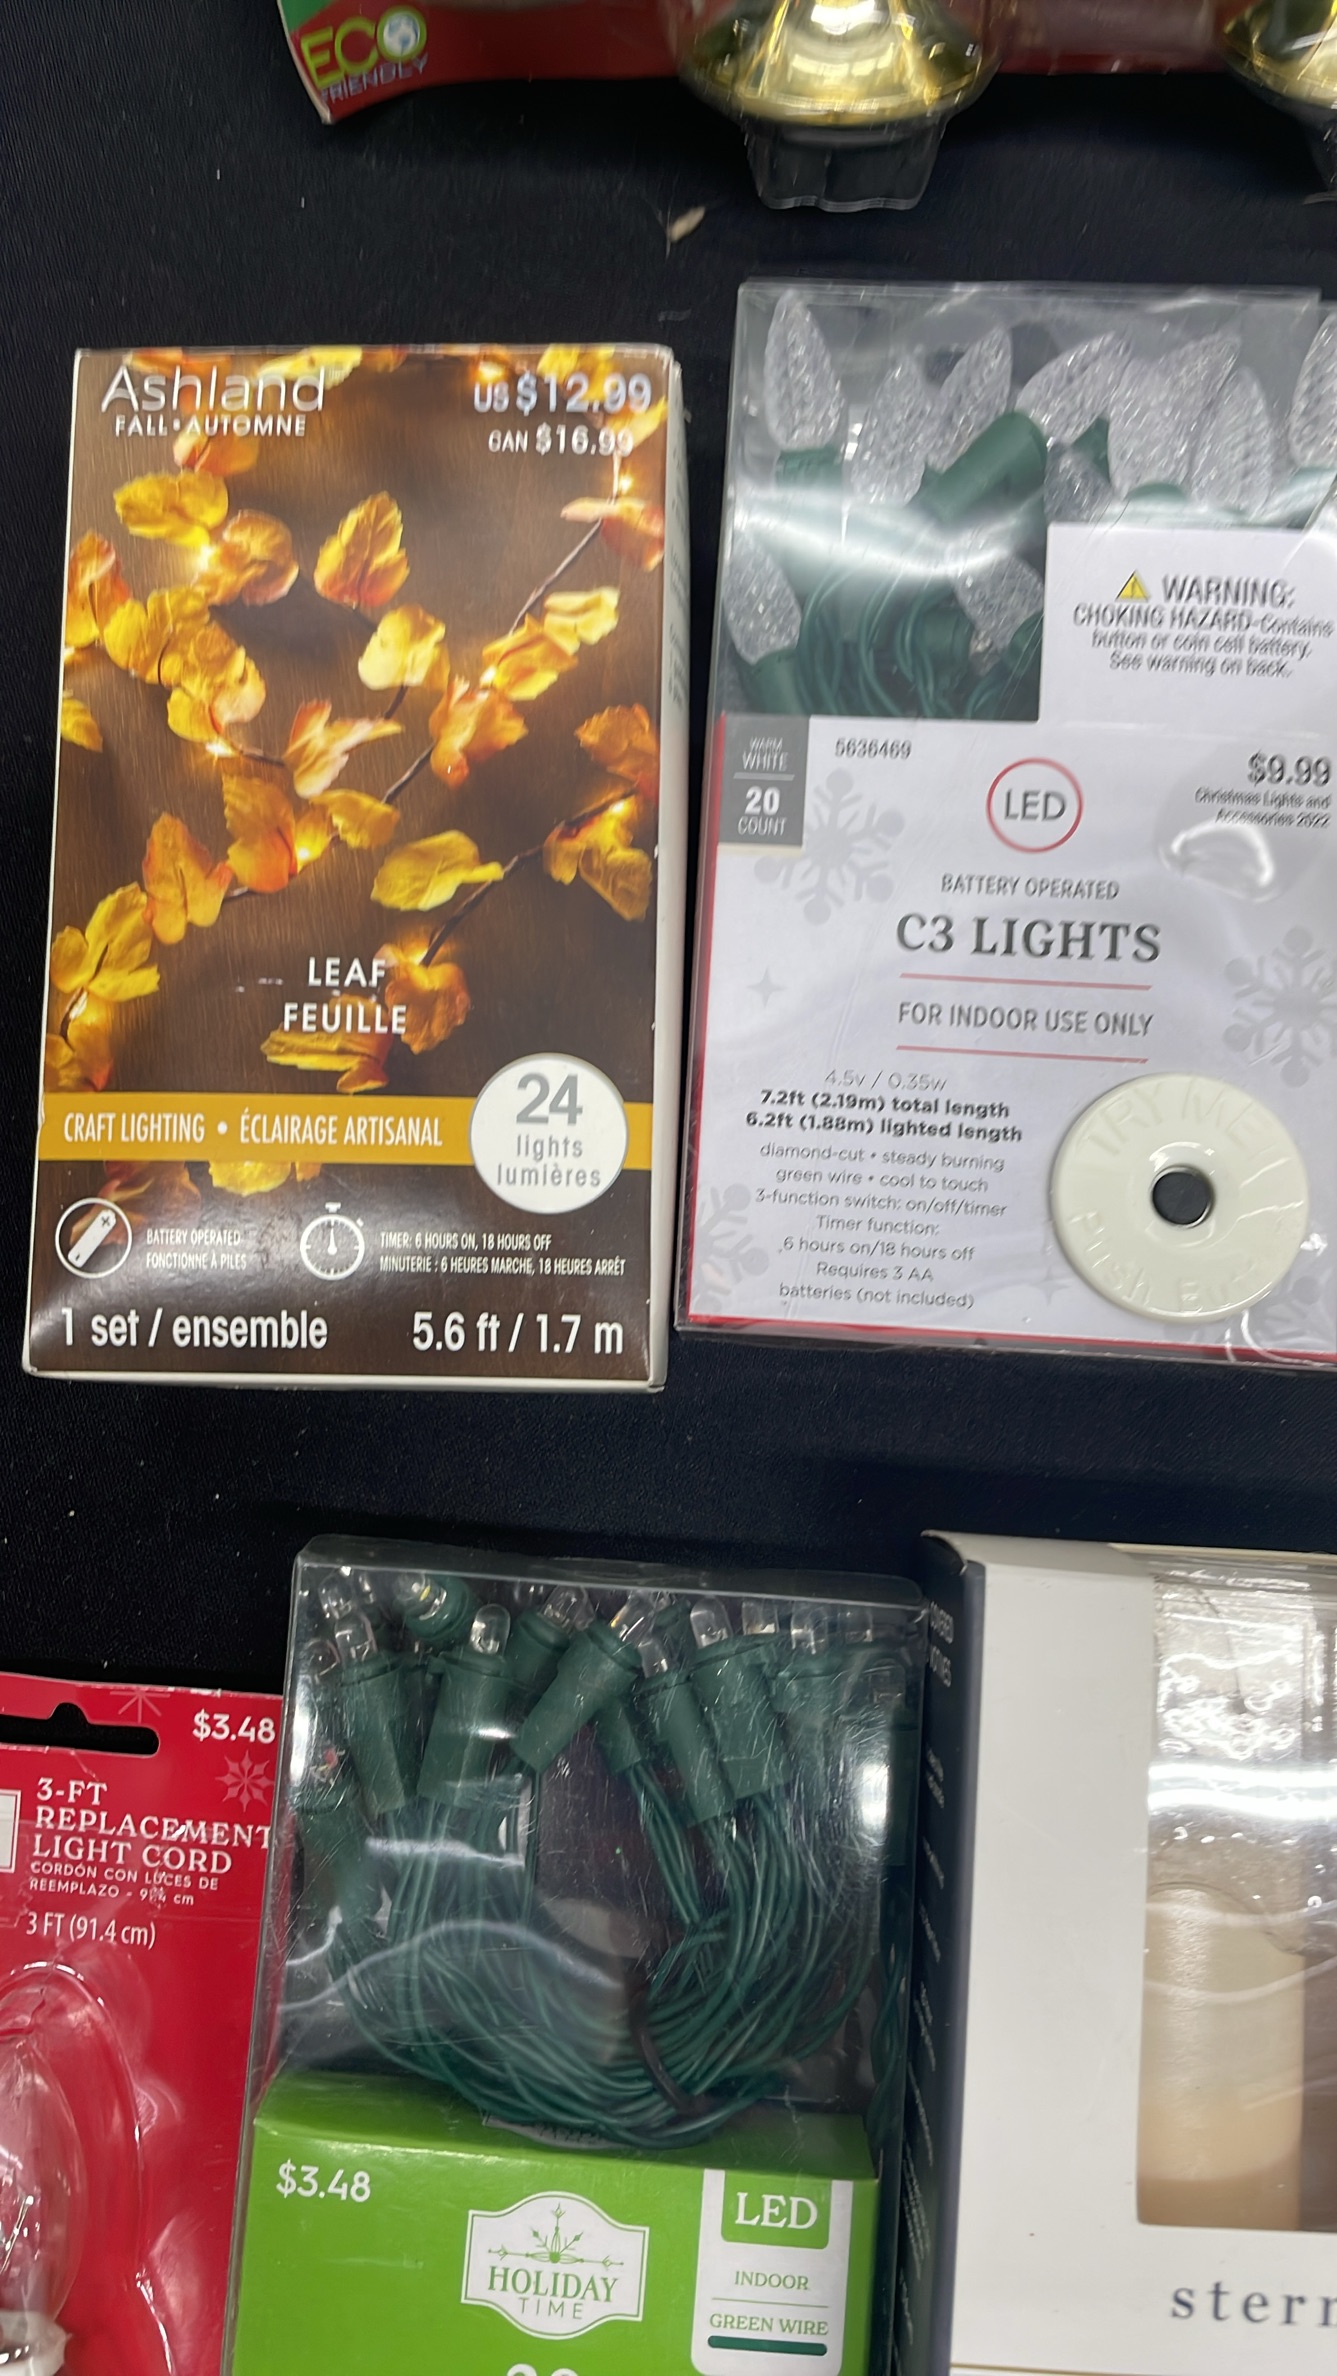 ECO
FRIENDLY
Ashland
FALL•AUTOMNE
US $12.99
CAN $16.99
LEAF
FEUILLE
CRAFT LIGHTING • ÉCLAIRAGE ARTISANAL
24
lights
lumières
BATTERY OPERATED
FONCTIONNE À PILES
TIMER: 6 HOURS ON, 18 HOURS OFF
MINUTERIE : 6 HEURES MARCHE, 18 HEURES ARRÊT
1 set / ensemble
5.6 ft / 1.7 m
WARNING:
CHOKING HAZARD-Contains
button or coin cell battery.
See warning on back.
WARM
WHITE
20
COUNT
5636469
LED
$9.99
Christmas Lights and
Accessories 2022
BATTERY OPERATED
C3 LIGHTS
FOR INDOOR USE ONLY
4.5v / 0.35w
7.2ft (2.19m) total length
6.2ft (1.88m) lighted length
diamond-cut • steady burning
green wire • cool to touch
3-function switch: on/off/timer
Timer function:
6 hours on/18 hours off
Requires 3 AA
batteries (not included)
TRY ME
PUSH
$3.48
3-FT
REPLACEMENT
LIGHT CORD
CORDÓN CON LUCES DE
REEMPLAZO - cm
3 FT (91.4 cm)
$3.48
HOLIDAY
TIME
LED
INDOOR
GREEN WIRE
stern